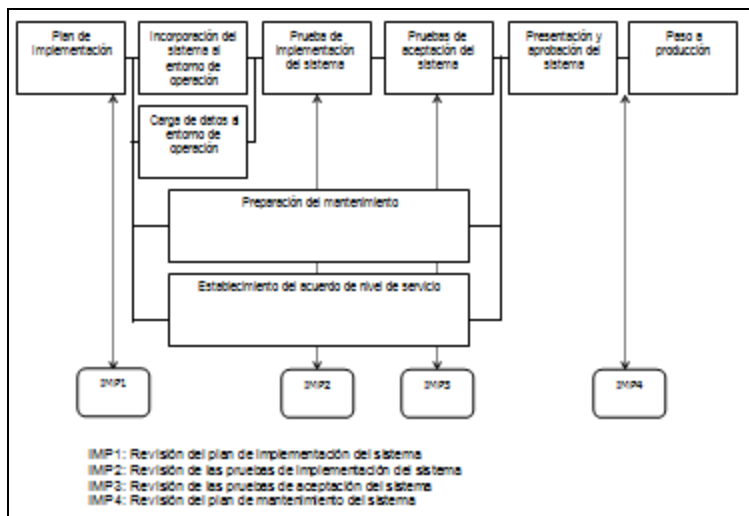 Plan de
Implementación
Incorporación del
sistema al
entorno de
operación
Prueba de
implementación
del sistema
Pruebas de
aceptación del
sistema
Presentación y
aprobación del
sistema
Paso a
producción
Carga de datos al
entorno de
operación
Preparación del mantenimiento
Establecimiento del acuerdo de nivel de servicio
IMP1
IMP2
IMP3
IMP4
IMP1: Revisión del plan de implementación del sistema
IMP2: Revisión de las pruebas de implementación del sistema
IMP3: Revisión de las pruebas de aceptación del sistema
IMP4: Revisión del plan de mantenimiento del sistema